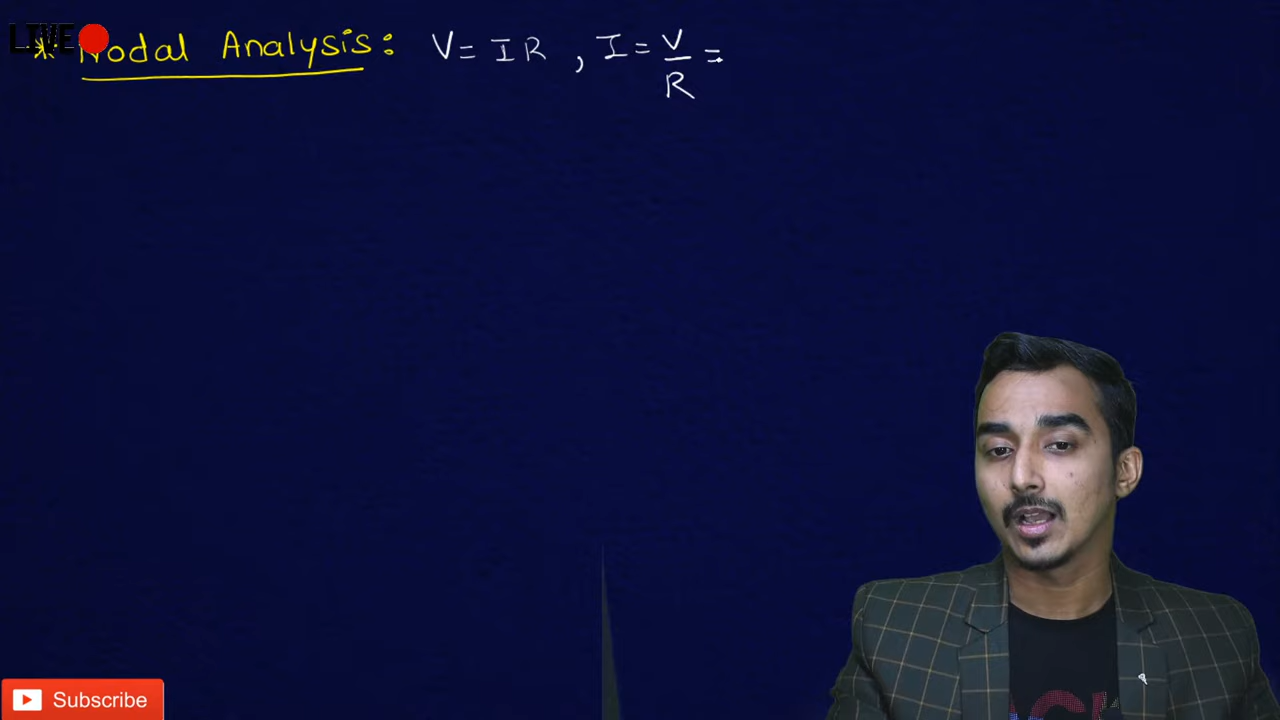 LIVE
* Nodal Analysis: V = IR , I = V/R =
Subscribe